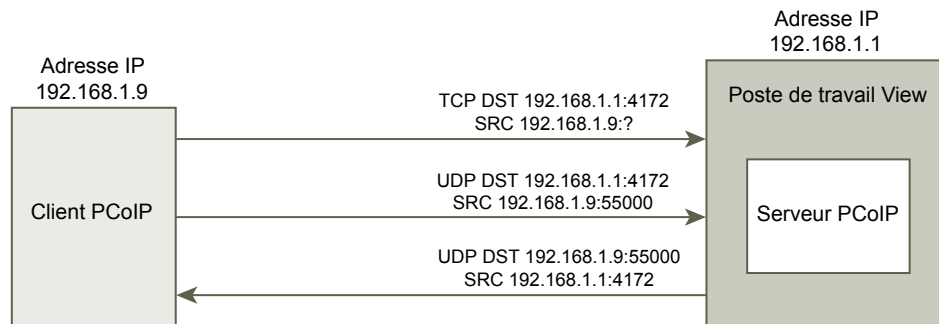 Adresse IP
192.168.1.9
Client PCoIP
TCP DST 192.168.1.1:4172
SRC 192.168.1.9:?
UDP DST 192.168.1.1:4172
SRC 192.168.1.9:55000
UDP DST 192.168.1.9:55000
SRC 192.168.1.1:4172
Adresse IP
192.168.1.1
Poste de travail View
Serveur PCoIP